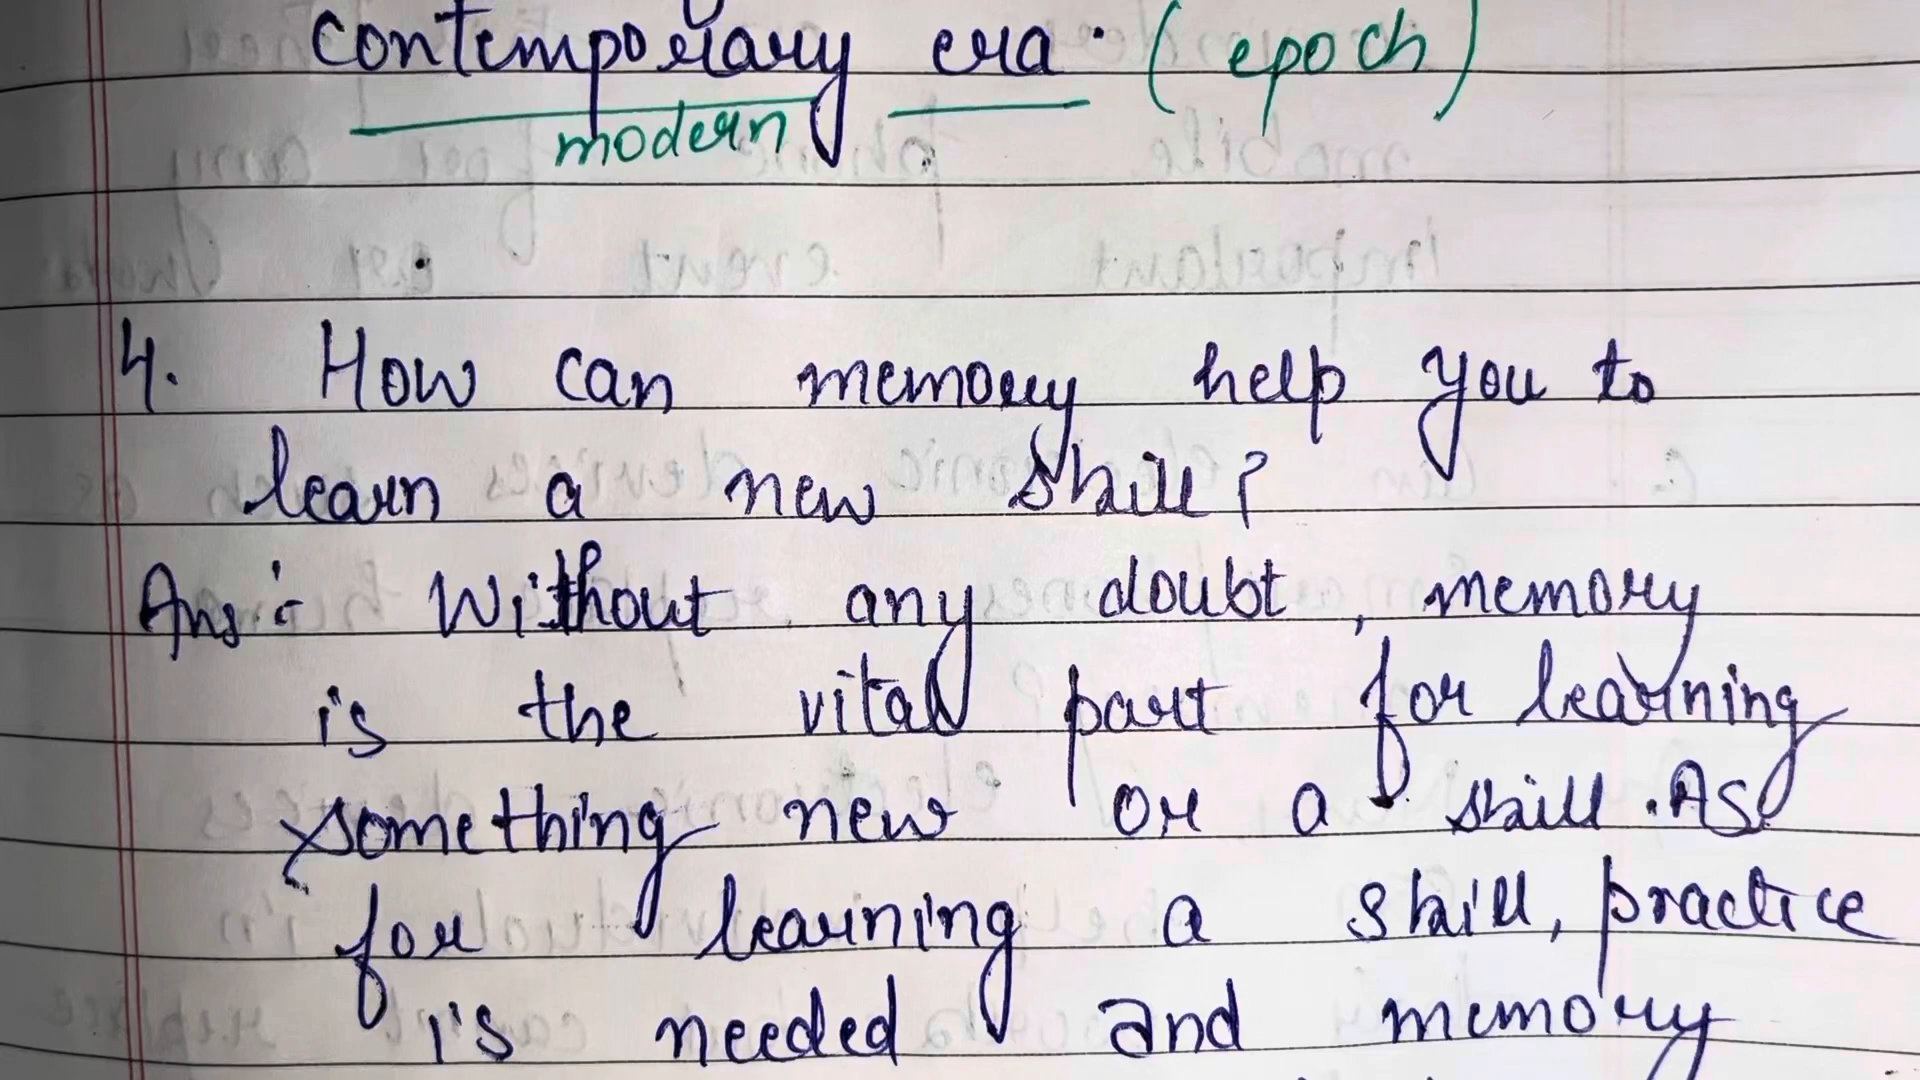 contemporary era. (epoch)
modern
4. How can memory help you to
learn a new skill?
Ans :- Without any doubt, memory
is the vital part for learning
something new or a skill. As
for learning a skill, practice
is needed and memory